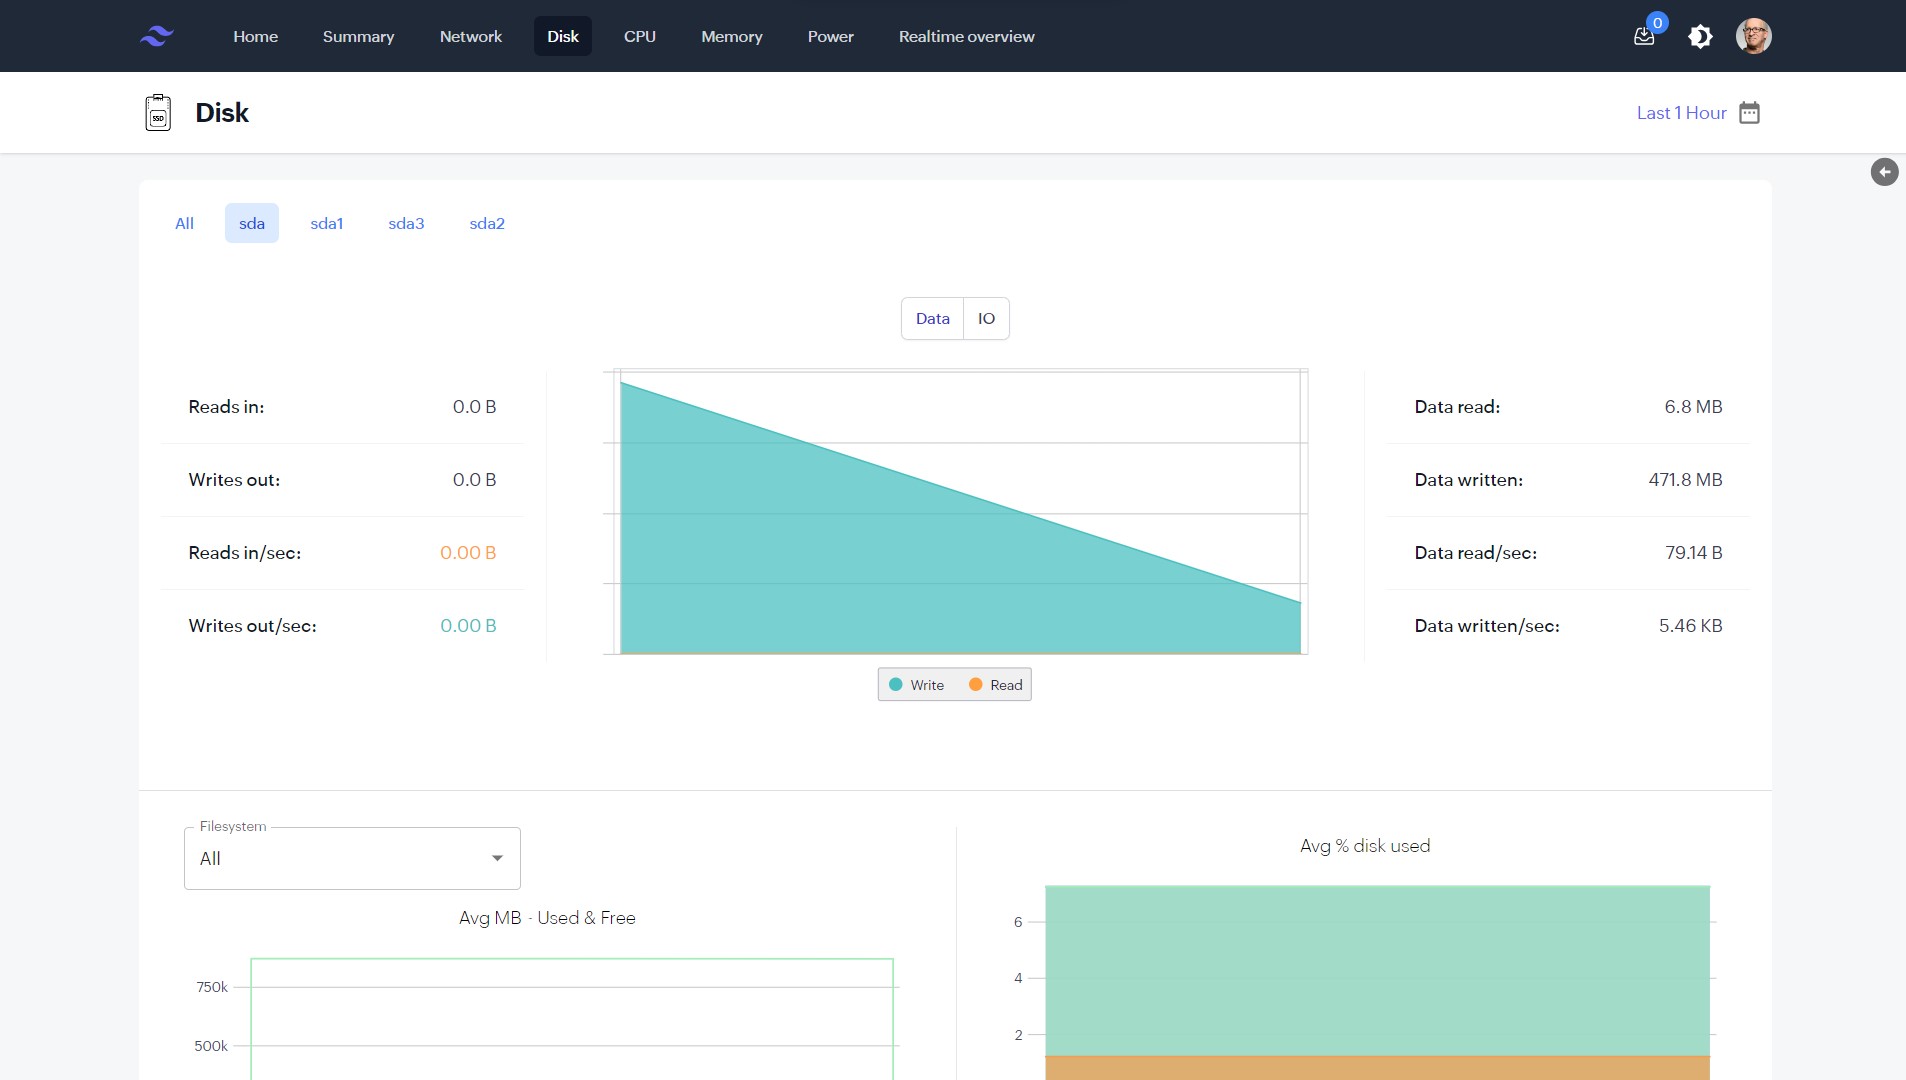 Home Summary Network Disk CPU Memory Power Realtime overview 0
SSD Disk Last 1 Hour
All sda sda1 sda3 sda2
Data IO
Reads in: 0.0 B
Writes out: 0.0 B
Reads in/sec: 0.00 B
Writes out/sec: 0.00 B
Write Read
Data read: 6.8 MB
Data written: 471.8 MB
Data read/sec: 79.14 B
Data written/sec: 5.46 KB
Filesystem
All
Avg MB - Used & Free
750k
500k
Avg % disk used
6
4
2